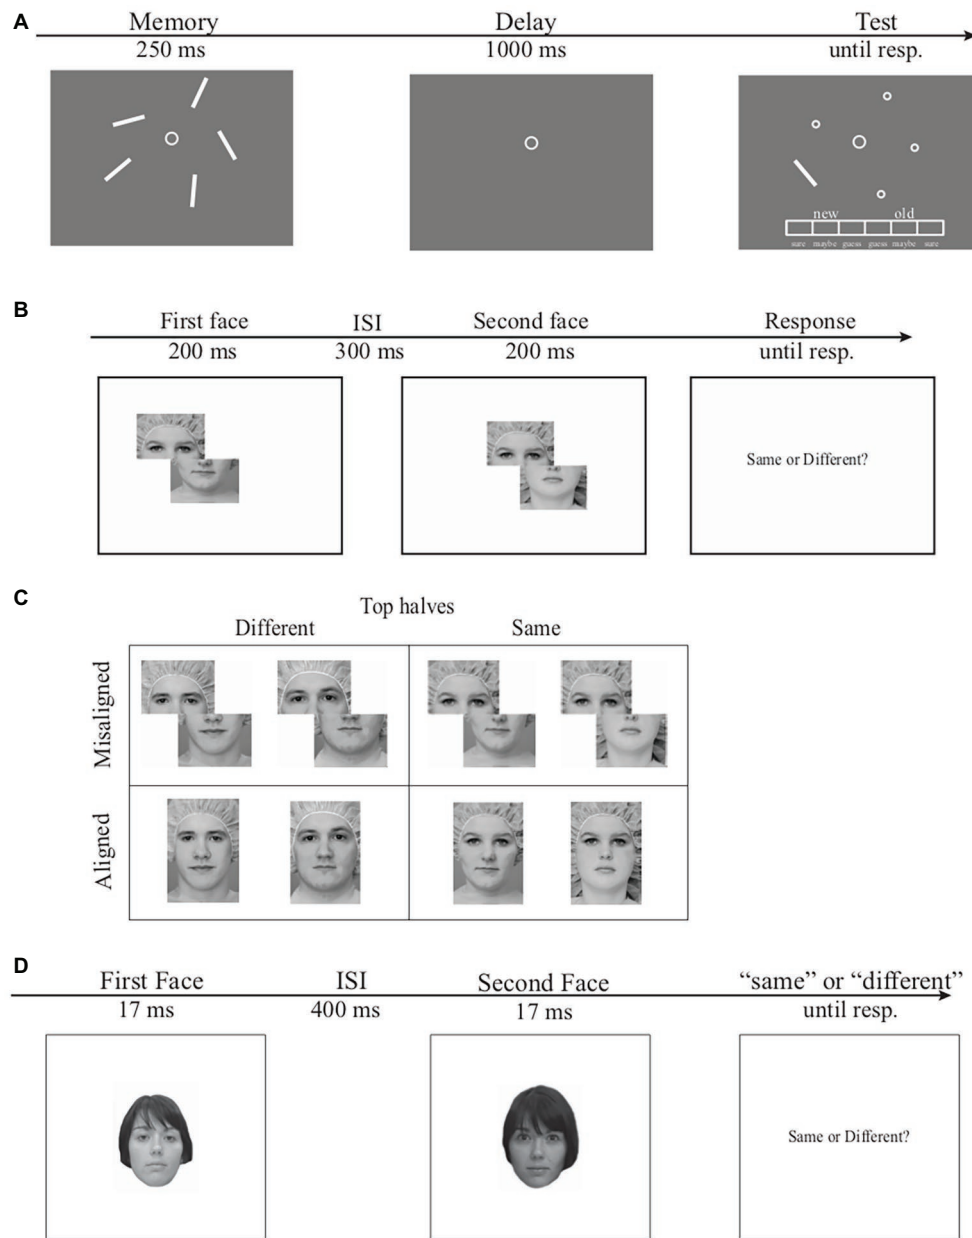 A
Memory Delay Test
250 ms 1000 ms until resp.
new old
sure maybe guess guess maybe sure
B
First face ISI Second face Response
200 ms 300 ms 200 ms until resp.
Same or Different?
C
Top halves
Different Same
Misaligned
Aligned
D
First Face ISI Second Face “same” or “different”
17 ms 400 ms 17 ms until resp.
Same or Different?